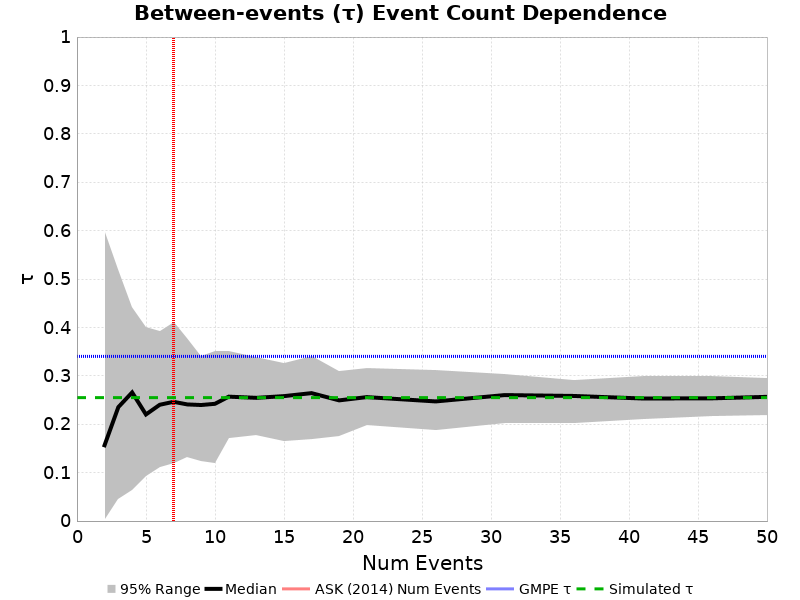 Between-events (τ) Event Count Dependence
1
0.9
0.8
0.7
0.6
0.5
0.4
0.3
0.2
0.1
0
τ
0 5 10 15 20 25 30 35 40 45 50
Num Events
95% Range Median ASK (2014) Num Events GMPE τ Simulated τ